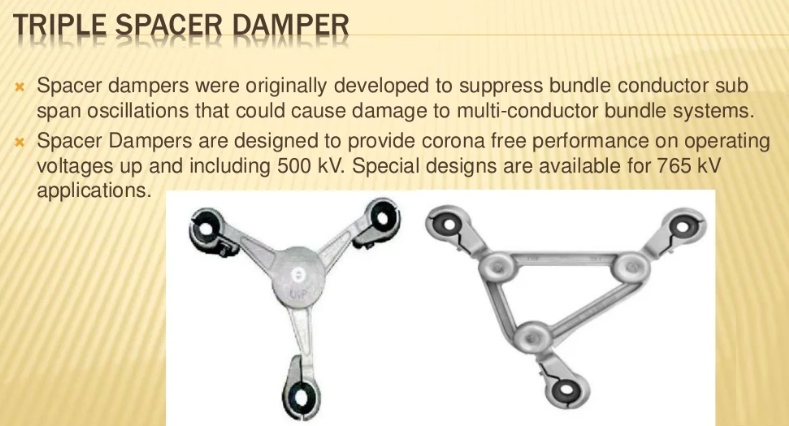 TRIPLE SPACER DAMPER
Spacer dampers were originally developed to suppress bundle conductor sub
span oscillations that could cause damage to multi-conductor bundle systems.
Spacer Dampers are designed to provide corona free performance on operating
voltages up and including 500 kV. Special designs are available for 765 kV
applications.